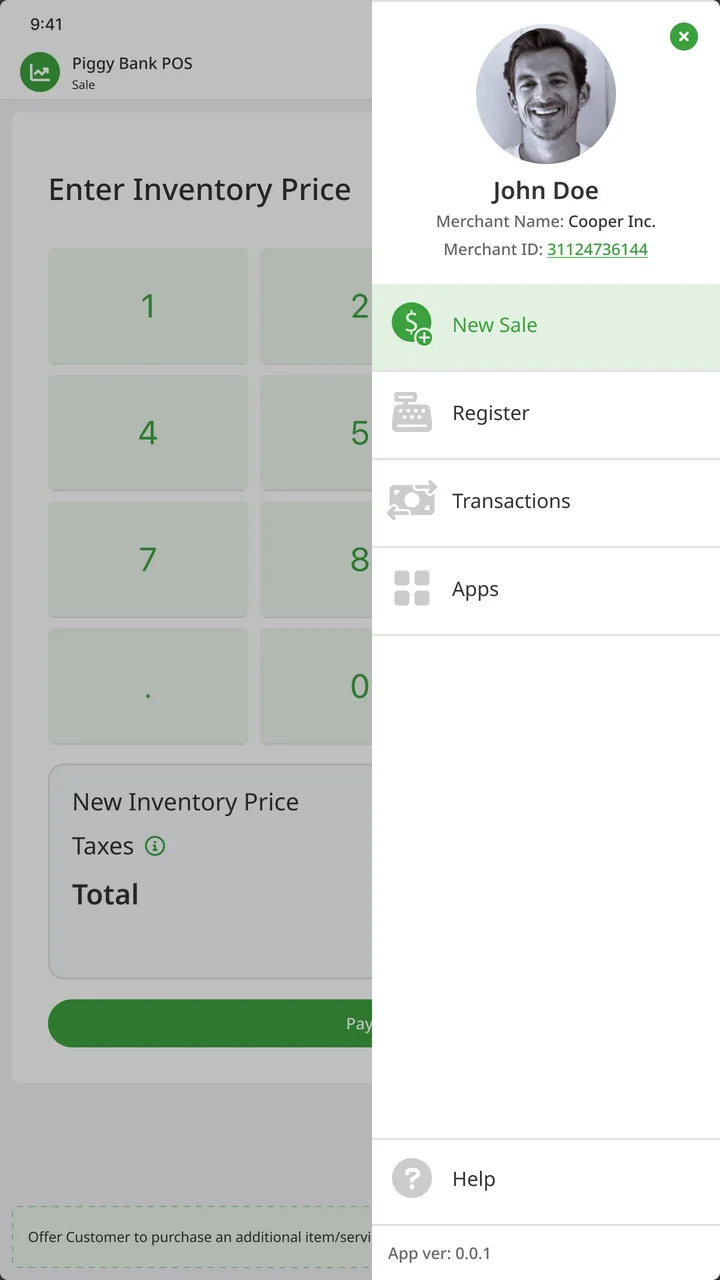 9:41
Piggy Bank POS
Sale
Enter Inventory Price
1
2
4
5
7
8
.
0
New Inventory Price
Taxes
Total
Pay
Offer Customer to purchase an additional item/servi
John Doe
Merchant Name: Cooper Inc.
Merchant ID: 31124736144
New Sale
Register
Transactions
Apps
Help
App ver: 0.0.1